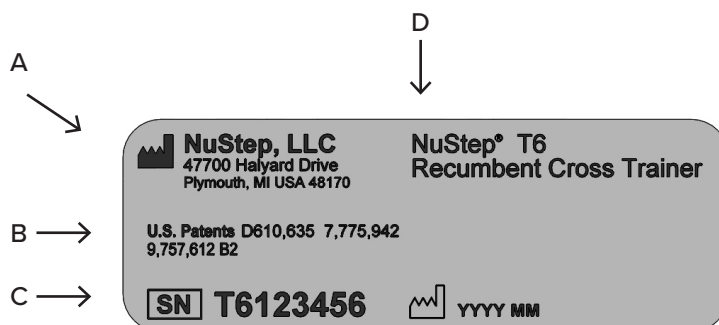 D
A
NuStep, LLC
47700 Halyard Drive
Plymouth, MI USA 48170
NuStep® T6
Recumbent Cross Trainer
B
U.S. Patents D610,635 7,775,942
9,757,612 B2
C
SN T6123456 YYYY MM